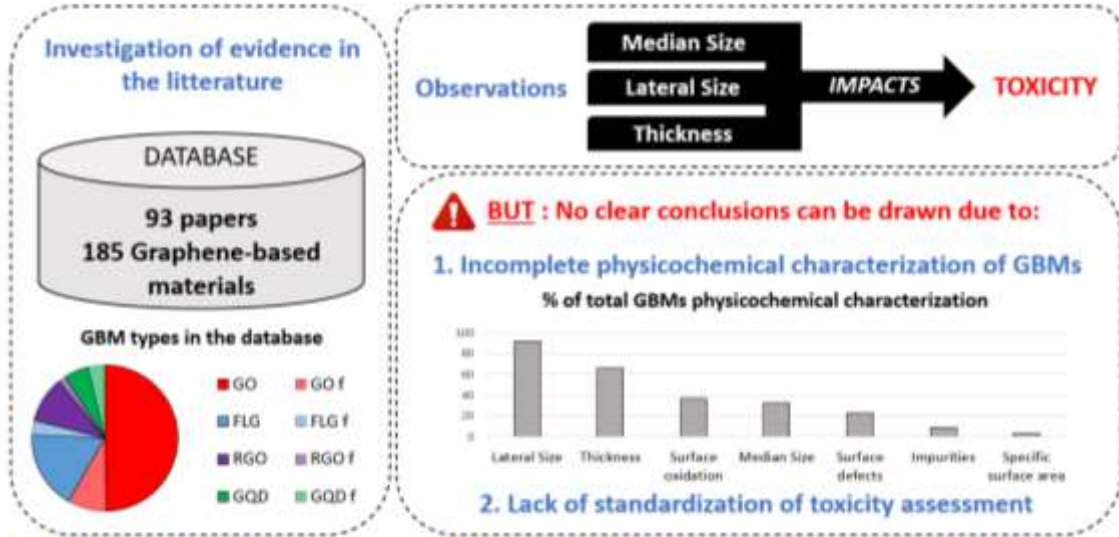 Investigation of evidence in
the litterature
DATABASE
93 papers
185 Graphene-based
materials
GBM types in the database
GO
GO f
FLG
FLG f
RGO
RGO f
GQD
GQD f
Observations
Median Size
Lateral Size
Thickness
IMPACTS
TOXICITY
BUT : No clear conclusions can be drawn due to:
1. Incomplete physicochemical characterization of GBMs
% of total GBMs physicochemical characterization
100
80
60
40
20
0
Lateral Size
Thickness
Surface
oxidation
Median Size
Surface
defects
Impurities
Specific
surface area
2. Lack of standardization of toxicity assessment